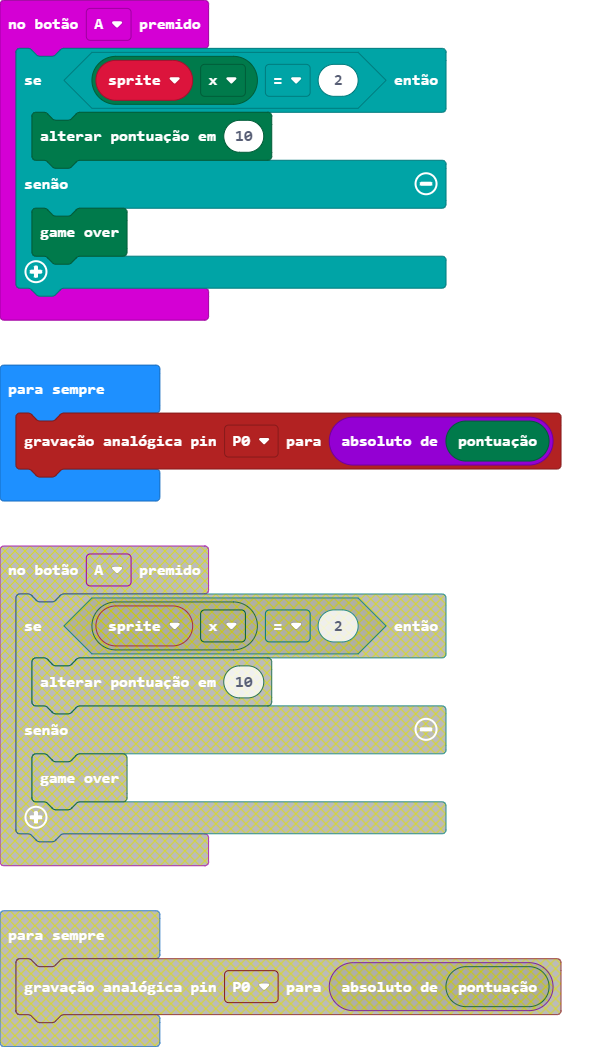 no botão A premido
se sprite x = 2 então
alterar pontuação em 10
senão
game over
para sempre
gravação analógica pin P0 para absoluto de pontuação
no botão A premido
se sprite x = 2 então
alterar pontuação em 10
senão
game over
para sempre
gravação analógica pin P0 para absoluto de pontuação